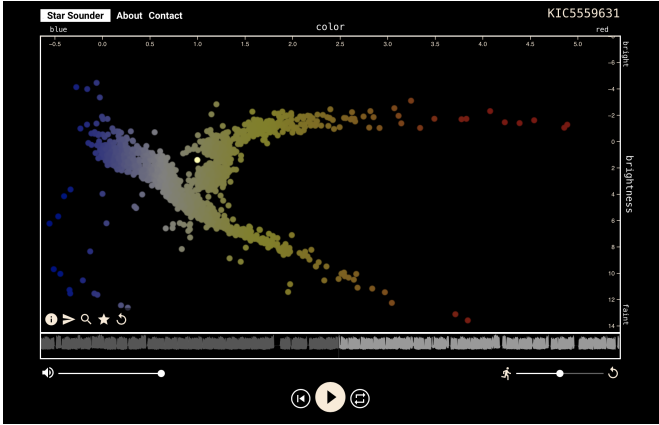 Star Sounder About Contact KIC5559631
blue color red
−0.5 0.0 0.5 1.0 1.5 2.0 2.5 3.0 3.5 4.0 4.5 5.0
bright
−6
−4
−2
0
2
brightness
4
6
8
10
12
faint
14